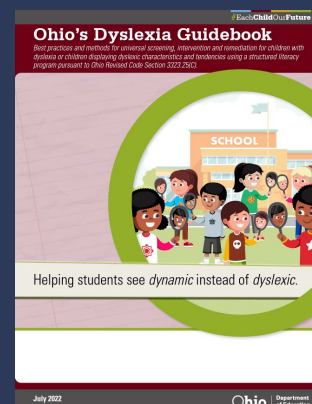 #EachChildOurFuture
Ohio's Dyslexia Guidebook
Best practices and methods for universal screening, intervention and remediation for children with
dyslexia or children displaying dyslexic characteristics and tendencies using a structured literacy
program pursuant to Ohio Revised Code Section 3323.25(C).
SCHOOL
Helping students see dynamic instead of dyslexic.
July 2022
Ohio
Department
of Education